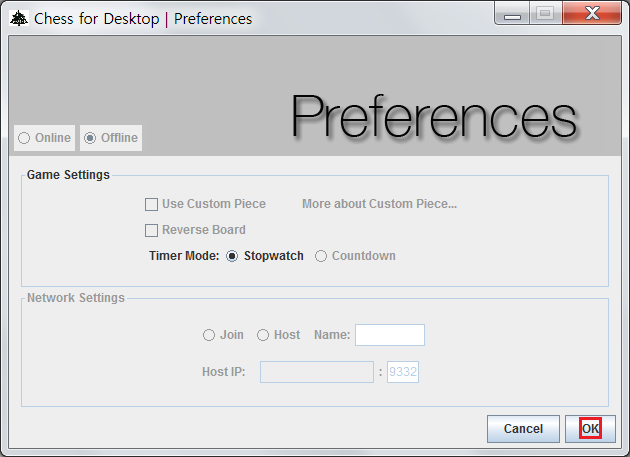 Chess for Desktop | Preferences
Preferences
Online Offline
Game Settings
Use Custom Piece More about Custom Piece...
Reverse Board
Timer Mode: Stopwatch Countdown
Network Settings
Join Host Name:
Host IP: : 9332
Cancel OK